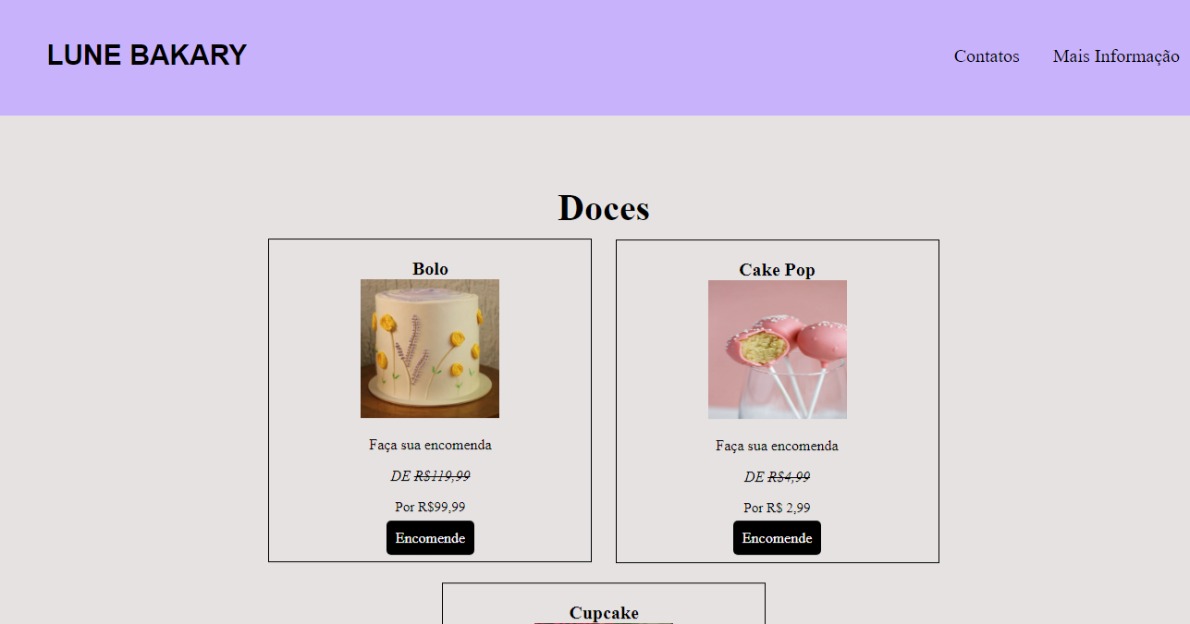 LUNE BAKARY
Contatos Mais Informação
Doces
Bolo
Faça sua encomenda
DE R$119,99
Por R$99,99
Encomende
Cake Pop
Faça sua encomenda
DE R$4,99
Por R$ 2,99
Encomende
Cupcake